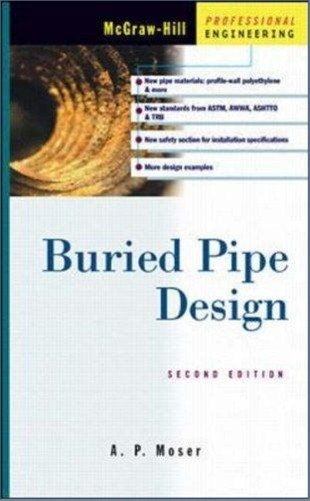 McGraw-Hill
PROFESSIONAL
ENGINEERING
New pipe materials: profile-wall polyethylene
& more
New standards from ASTM, AWWA, ASHTTO
& TRB
New safety section for installation specifications
More design examples
Buried Pipe
Design
SECOND EDITION
A. P. Moser